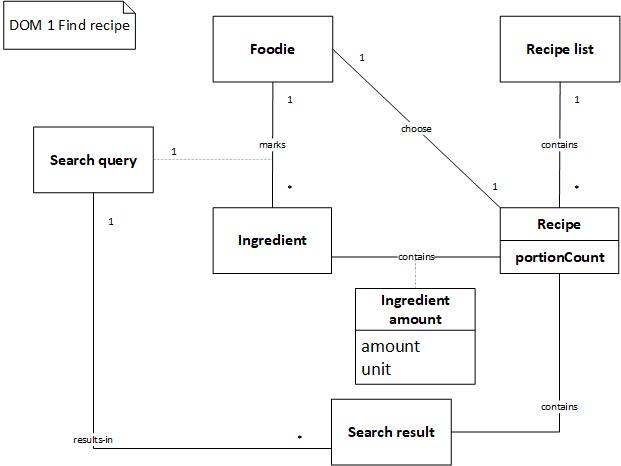 DOM 1 Find recipe
Foodie
Recipe list
1
1
1
choose
marks
contains
Search query
1
*
1
*
1
Ingredient
Recipe
portionCount
contains
Ingredient
amount
amount
unit
contains
results-in
*
Search result